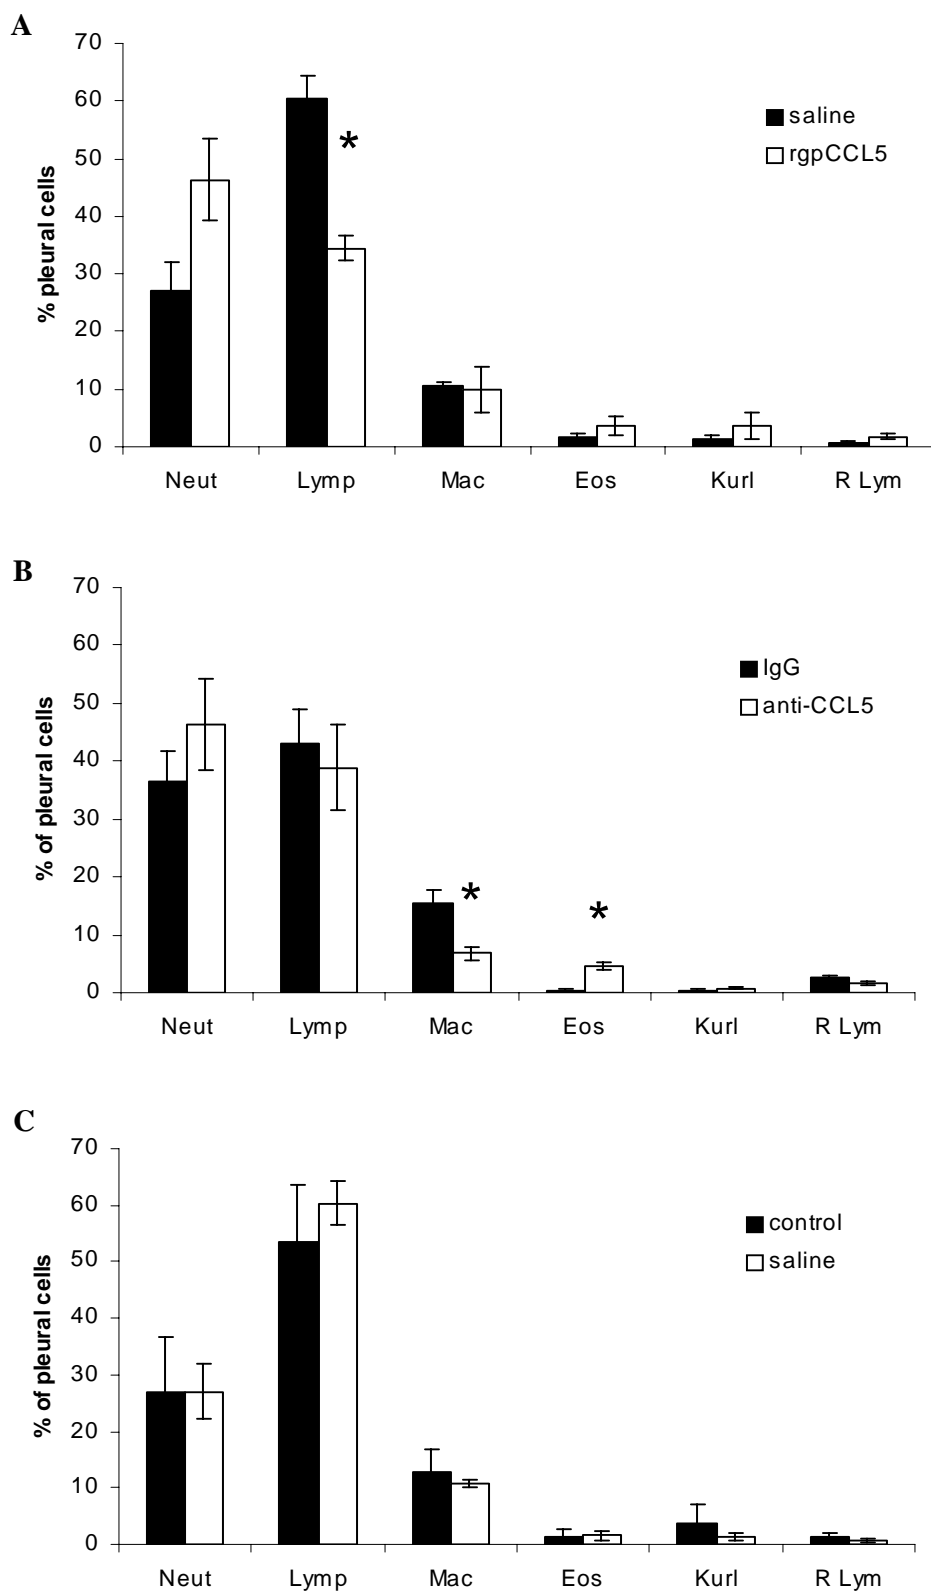 A
70
60
50
40
30
20
10
0
% pleural cells
*
saline
rgpCCL5
Neut Lymp Mac Eos Kurl R Lym
B
70
60
50
40
30
20
10
0
% of pleural cells
* *
IgG
anti-CCL5
Neut Lymp Mac Eos Kurl R Lym
C
70
60
50
40
30
20
10
0
% of pleural cells
control
saline
Neut Lymp Mac Eos Kurl R Lym